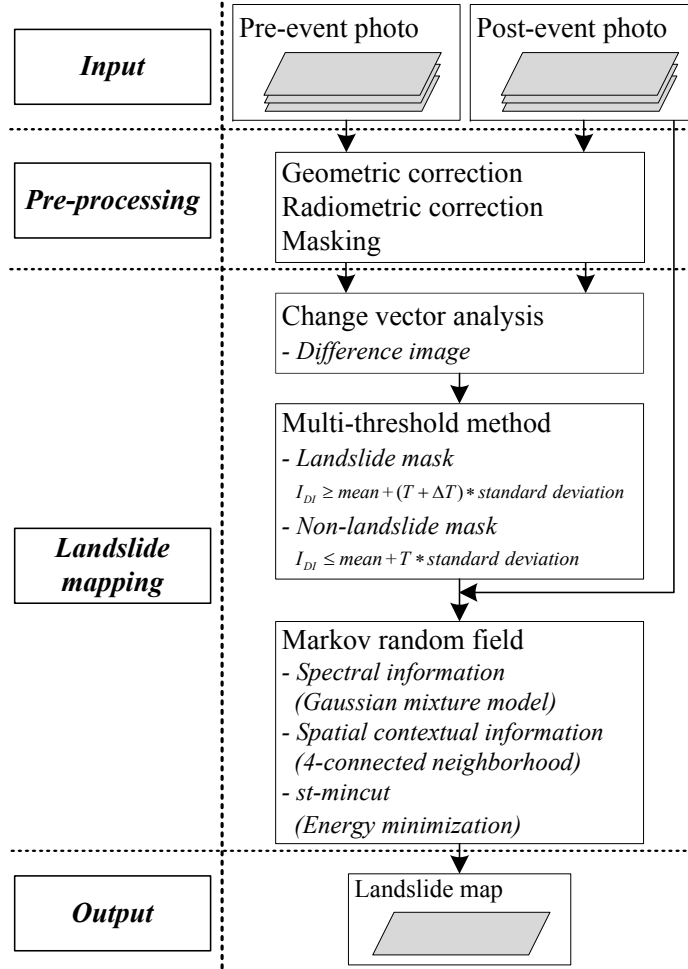 Input
Pre-event photo
Post-event photo
Pre-processing
Geometric correction
Radiometric correction
Masking
Landslide
mapping
Change vector analysis
- Difference image
Multi-threshold method
- Landslide mask
I_DI ≥ mean + (T + ΔT) * standard deviation
- Non-landslide mask
I_DI ≤ mean + T * standard deviation
Markov random field
- Spectral information
(Gaussian mixture model)
- Spatial contextual information
(4-connected neighborhood)
- st-mincut
(Energy minimization)
Output
Landslide map